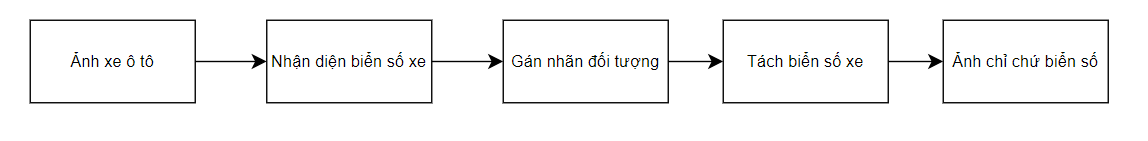 Ảnh xe ô tô
Nhận diện biển số xe
Gán nhãn đối tượng
Tách biển số xe
Ảnh chỉ chứ biển số